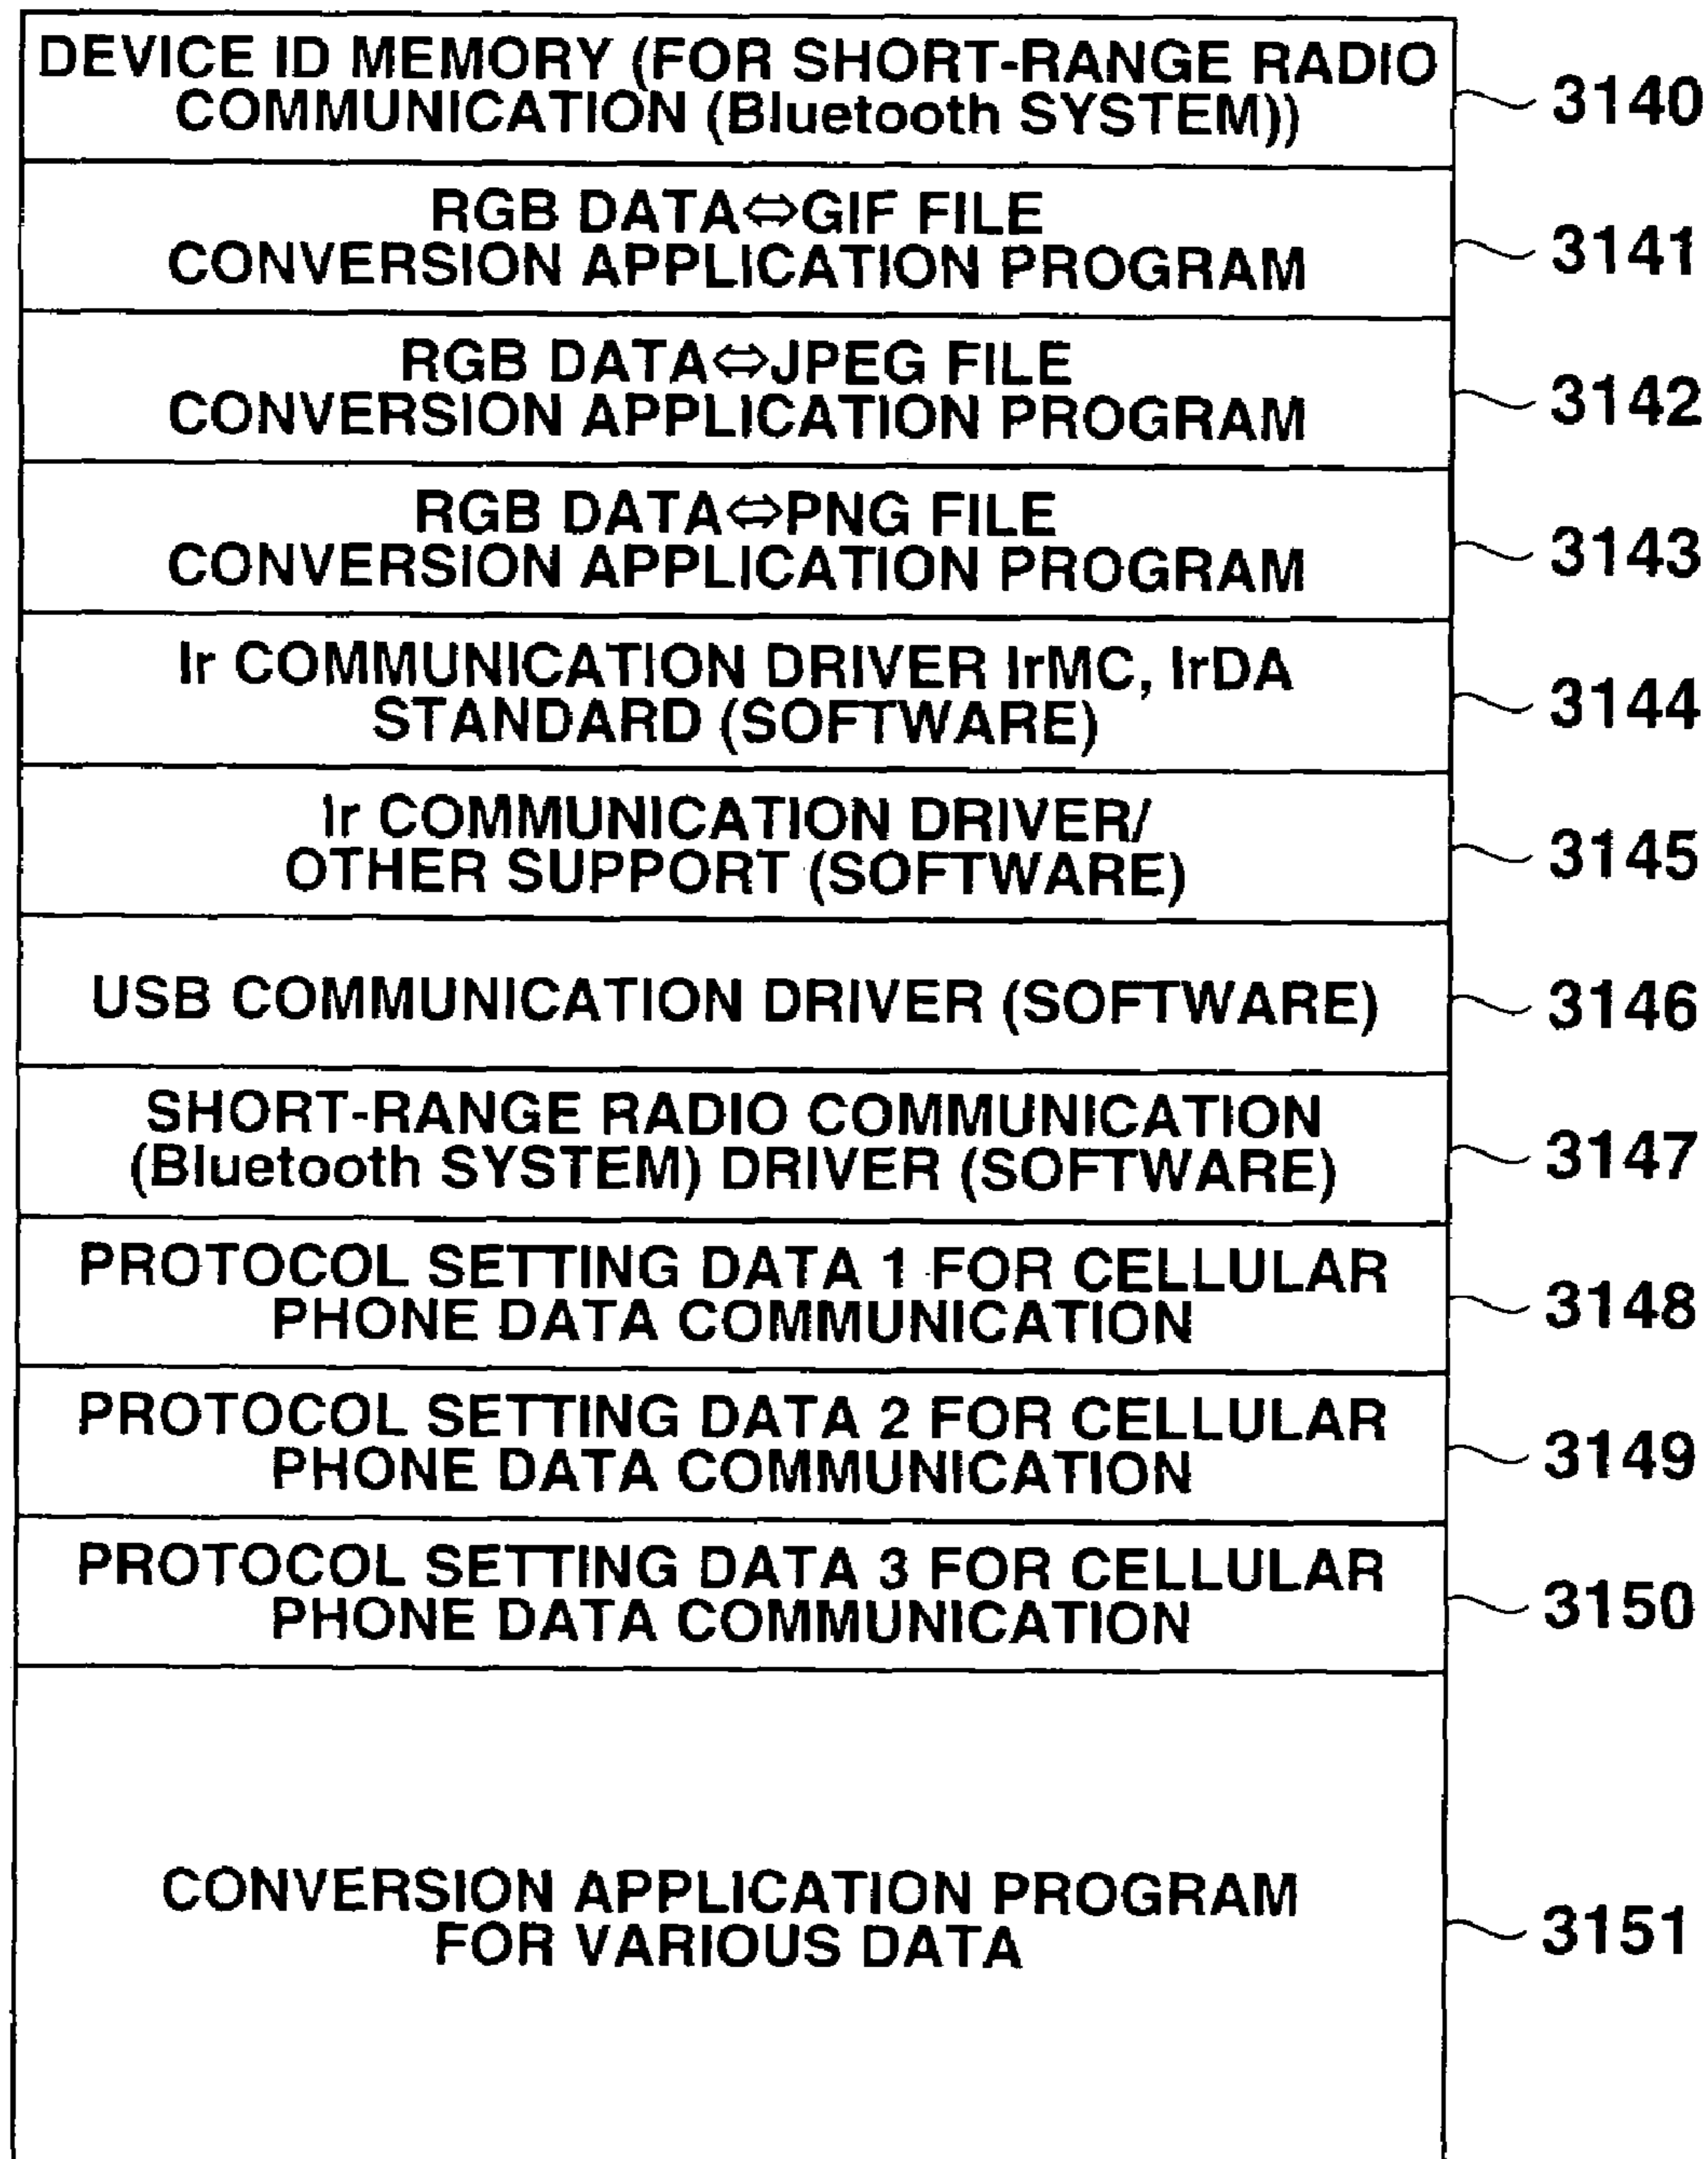 DEVICE ID MEMORY (FOR SHORT-RANGE RADIO
COMMUNICATION (Bluetooth SYSTEM))
3140
RGB DATA⇔GIF FILE
CONVERSION APPLICATION PROGRAM
3141
RGB DATA⇔JPEG FILE
CONVERSION APPLICATION PROGRAM
3142
RGB DATA⇔PNG FILE
CONVERSION APPLICATION PROGRAM
3143
Ir COMMUNICATION DRIVER IrMC, IrDA
STANDARD (SOFTWARE)
3144
Ir COMMUNICATION DRIVER/
OTHER SUPPORT (SOFTWARE)
3145
USB COMMUNICATION DRIVER (SOFTWARE)
3146
SHORT-RANGE RADIO COMMUNICATION
(Bluetooth SYSTEM) DRIVER (SOFTWARE)
3147
PROTOCOL SETTING DATA 1 FOR CELLULAR
PHONE DATA COMMUNICATION
3148
PROTOCOL SETTING DATA 2 FOR CELLULAR
PHONE DATA COMMUNICATION
3149
PROTOCOL SETTING DATA 3 FOR CELLULAR
PHONE DATA COMMUNICATION
3150
CONVERSION APPLICATION PROGRAM
FOR VARIOUS DATA
3151